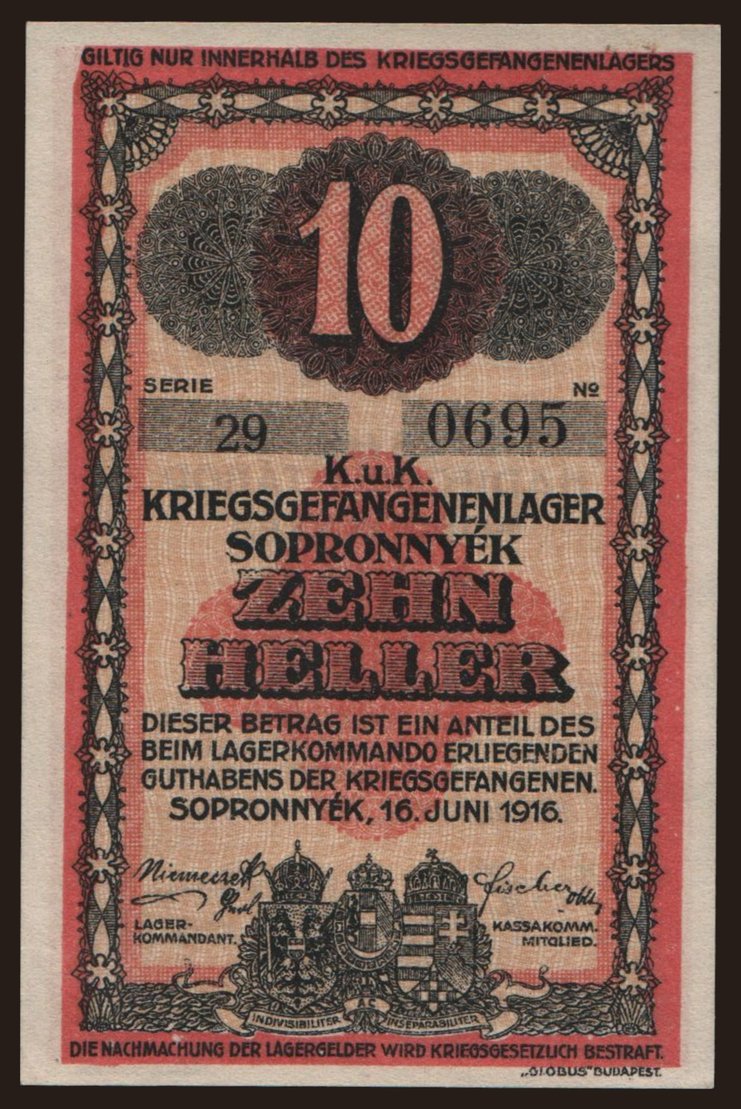 GILTIG NUR INNERHALB DES KRIEGSGEFANGENENLAGERS
10
SERIE No
29 0695
K.u.K.
KRIEGSGEFANGENENLAGER
SOPRONNYÉK
ZEHN
HELLER
DIESER BETRAG IST EIN ANTEIL DES
BEIM LAGERKOMMANDO ERLIEGENDEN
GUTHABENS DER KRIEGSGEFANGENEN.
SOPRONNYÉK, 16. JUNI 1916.
Fischer
LAGER-
KOMMANDANT.
KASSAKOMM.
MITGLIED.
INDIVISIBILITER AC INSEPARABILITER
DIE NACHMACHUNG DER LAGERGELDER WIRD KRIEGSGESETZLICH BESTRAFT.
„GLOBUS" BUDAPEST.